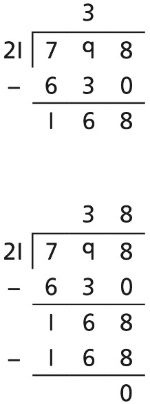 3
21 7 9 8
- 6 3 0
1 6 8
3 8
21 7 9 8
- 6 3 0
1 6 8
- 1 6 8
0